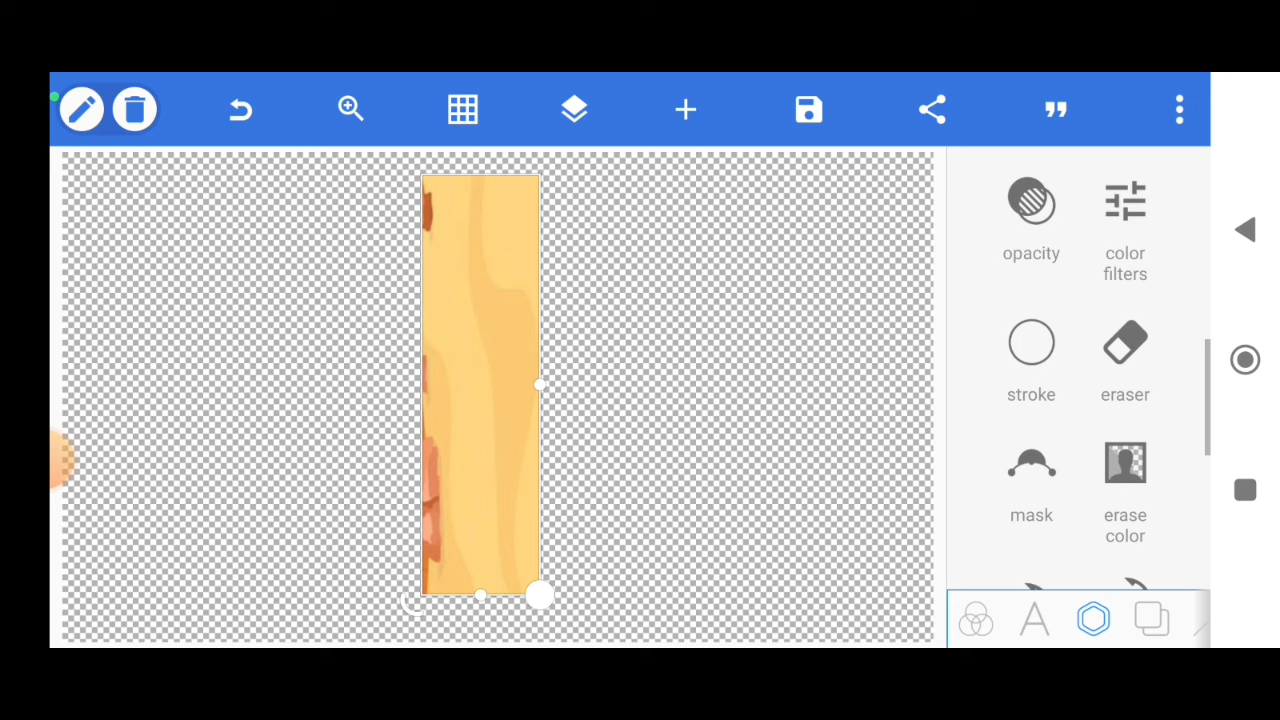 opacity
color
filters
stroke
eraser
mask
erase
color